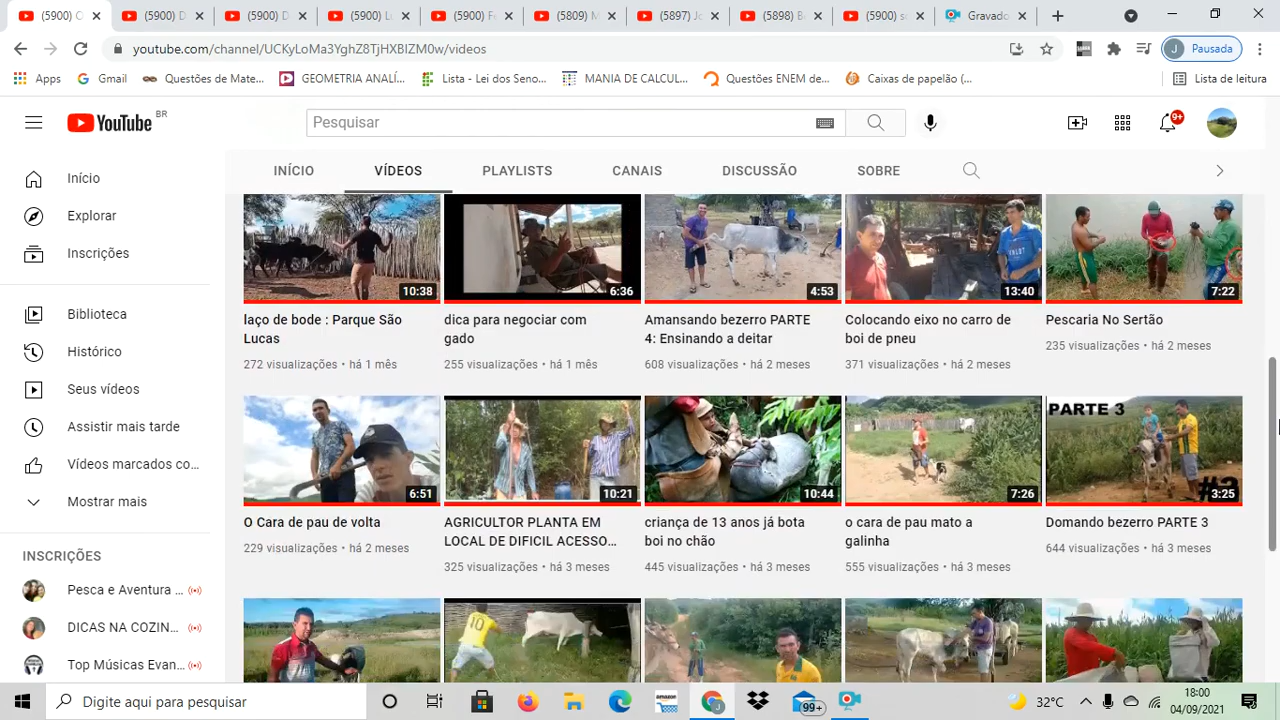 (5900) C
(5900) D
(5900) D
(5900) L
(5900) F
(5809) M
(5897) Jo
(5898) B
(5900) s
Gravado
youtube.com/channel/UCKyLoMa3YghZ8TjHXBIZM0w/videos
J Pausada
Apps
Gmail
Questões de Mate...
GEOMETRIA ANALÍ...
Lista - Lei dos Seno...
MANIA DE CALCUL...
Questões ENEM de...
Caixas de papelão (...
Lista de leitura
YouTube BR
Pesquisar
9+
Início
Explorar
Inscrições
Biblioteca
Histórico
Seus vídeos
Assistir mais tarde
Vídeos marcados co...
Mostrar mais
INSCRIÇÕES
Pesca e Aventura ...
DICAS NA COZIN...
Top Músicas Evan...
INÍCIO
VÍDEOS
PLAYLISTS
CANAIS
DISCUSSÃO
SOBRE
10:38
6:36
4:53
13:40
7:22
laço de bode : Parque São
Lucas
272 visualizações • há 1 mês
dica para negociar com
gado
255 visualizações • há 1 mês
Amansando bezerro PARTE
4: Ensinando a deitar
608 visualizações • há 2 meses
Colocando eixo no carro de
boi de pneu
371 visualizações • há 2 meses
Pescaria No Sertão
235 visualizações • há 2 meses
6:51
10:21
10:44
7:26
PARTE 3
3:25
O Cara de pau de volta
229 visualizações • há 2 meses
AGRICULTOR PLANTA EM
LOCAL DE DIFICIL ACESSO...
325 visualizações • há 3 meses
criança de 13 anos já bota
boi no chão
445 visualizações • há 3 meses
o cara de pau mato a
galinha
555 visualizações • há 3 meses
Domando bezerro PARTE 3
644 visualizações • há 3 meses
10
Digite aqui para pesquisar
amazon
J
99+
32°C
18:00
04/09/2021